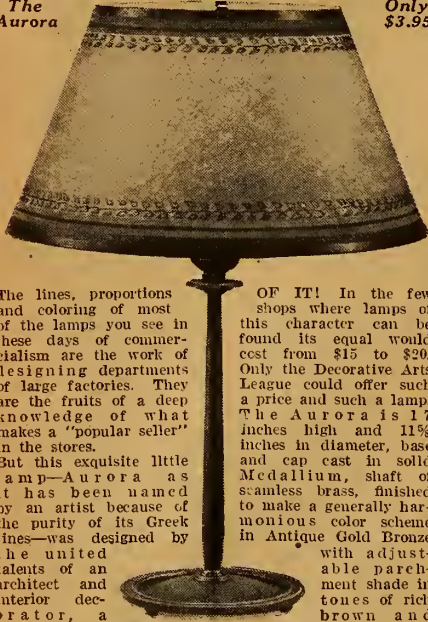 The
Aurora
Only
$3.95
The lines, proportions
and coloring of most
of the lamps you see in
these days of commer-
cialism are the work of
designing departments
of large factories. They
are the fruits of a deep
knowledge of what
makes a "popular seller"
in the stores.
But this exquisite little
lamp—Aurora as
it has been named
by an artist because of
the purity of its Greek
lines—was designed by
the united
talents of an
architect and
interior dec-
orator, a
OF IT! In the few
shops where lamps of
this character can be
found its equal would
cost from $15 to $20.
Only the Decorative Arts
League could offer such
a price and such a lamp.
The Aurora is 17
inches high and 11¾
inches in diameter, base
and cap cast in solid
Medallium, shaft of
seamless brass, finished
to make a generally har-
monious color scheme
in Antique Gold Bronze
with adjust-
able parch-
ment shade in
tones of rich
brown and